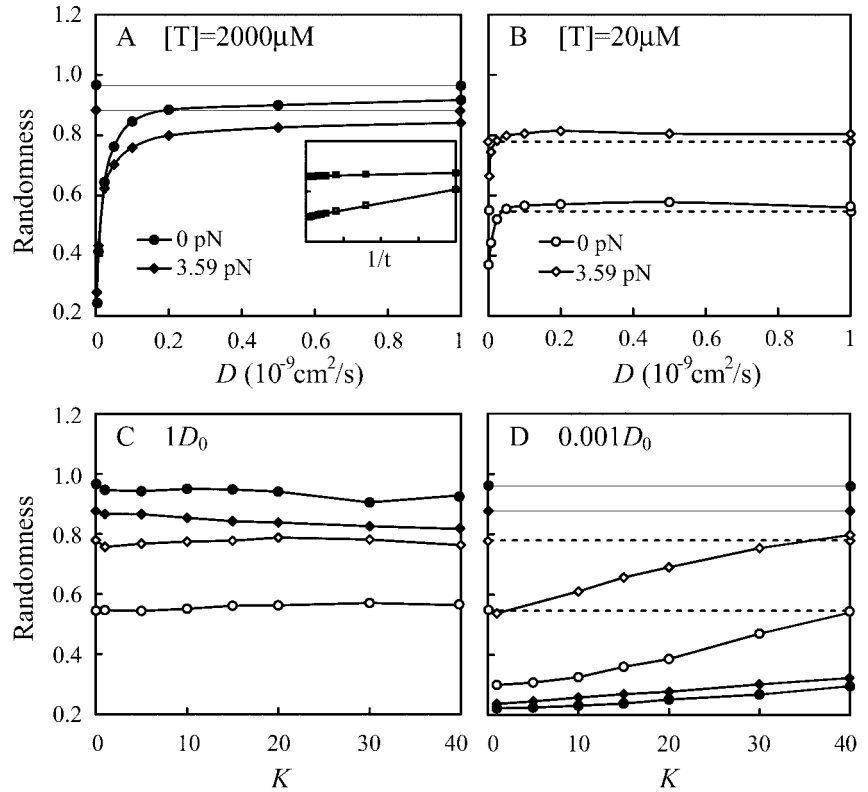 A [T]=2000μM
B [T]=20μM
Randomness
1.2
1.0
0.8
0.6
0.4
0.2
0 pN
3.59 pN
1/t
0 pN
3.59 pN
0 0.2 0.4 0.6 0.8 1
0 0.2 0.4 0.6 0.8 1
D (10⁻⁹cm²/s)
D (10⁻⁹cm²/s)
C 1D₀
D 0.001D₀
Randomness
1.2
1.0
0.8
0.6
0.4
0.2
0 10 20 30 40
0 10 20 30 40
K
K